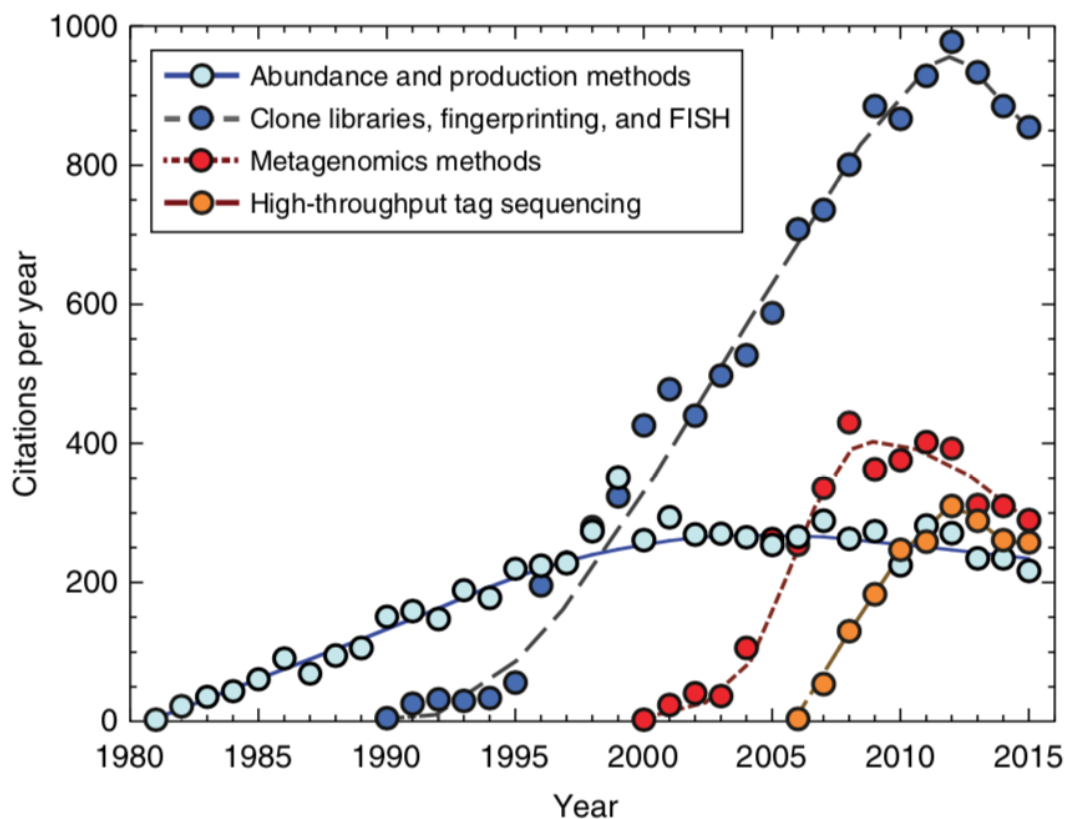 1000
800
600
400
200
0
Citations per year
Abundance and production methods
Clone libraries, fingerprinting, and FISH
Metagenomics methods
High-throughput tag sequencing
1980 1985 1990 1995 2000 2005 2010 2015
Year